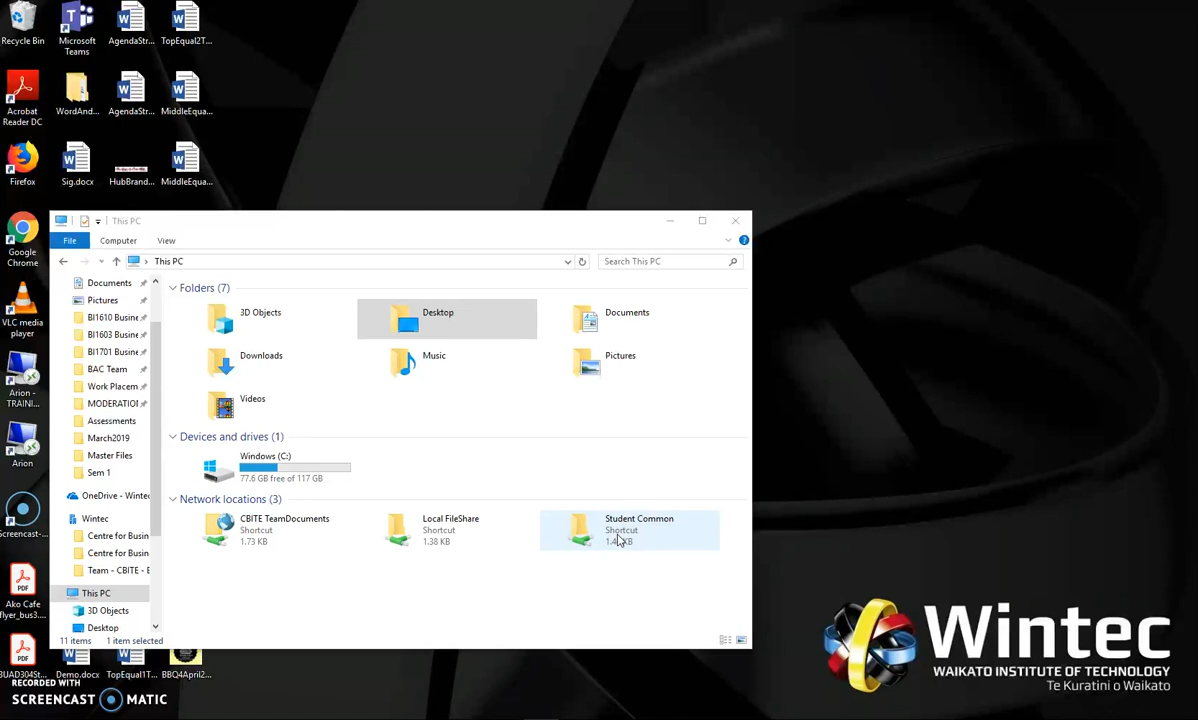 Recycle Bin
Microsoft Teams
AgendaStr...
TopEqual2T...
Acrobat Reader DC
WordAnd...
AgendaStr...
MiddleEqua...
Firefox
Sig.docx
HubBrand...
MiddleEqua...
Google Chrome
VLC media player
Arion - TRAINI...
Arion
Screencast-...
Ako Cafe
flyer_bus3...
BUAD304St...
Demo.docx
TopEqual1T...
BBQ4April2...
This PC
File
Computer
View
This PC
Search This PC
Documents
Pictures
BI1610 Busine
BI1603 Busine
BI1701 Busine
BAC Team
Work Placem
MODERATION
Assessments
March2019
Master Files
Sem 1
OneDrive - Wintec
Wintec
Centre for Busin
Centre for Busin
Team - CBITE - B
This PC
3D Objects
Desktop
Folders (7)
3D Objects
Desktop
Documents
Downloads
Music
Pictures
Videos
Devices and drives (1)
Windows (C:)
77.6 GB free of 117 GB
Network locations (3)
CBITE TeamDocuments
Shortcut
1.73 KB
Local FileShare
Shortcut
1.38 KB
Student Common
Shortcut
KB
11 items
1 item selected
Wintec
WAIKATO INSTITUTE OF TECHNOLOGY
Te Kuratini o Waikato
RECORDED WITH
SCREENCAST MATIC